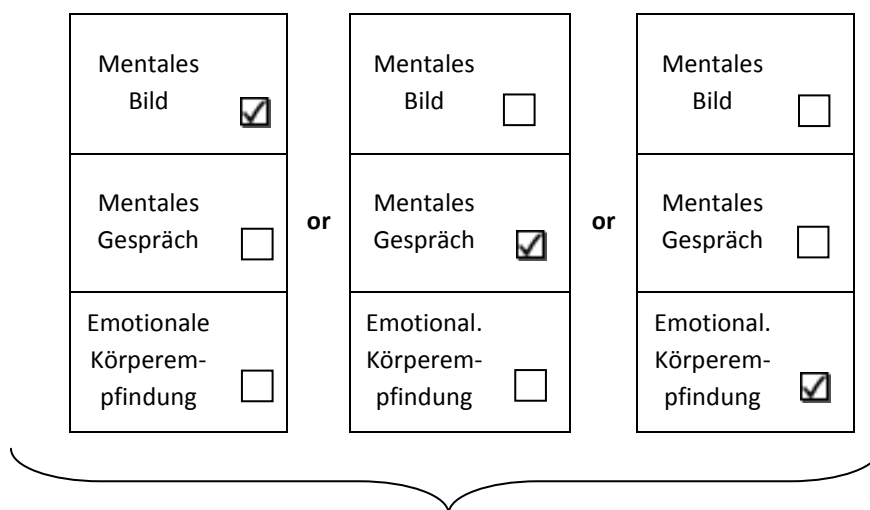 Mentales
Bild
Mentales
Gespräch
Emotionale
Körperem-
pfindung
or
Mentales
Bild
Mentales
Gespräch
Emotional.
Körperem-
pfindung
or
Mentales
Bild
Mentales
Gespräch
Emotional.
Körperem-
pfindung